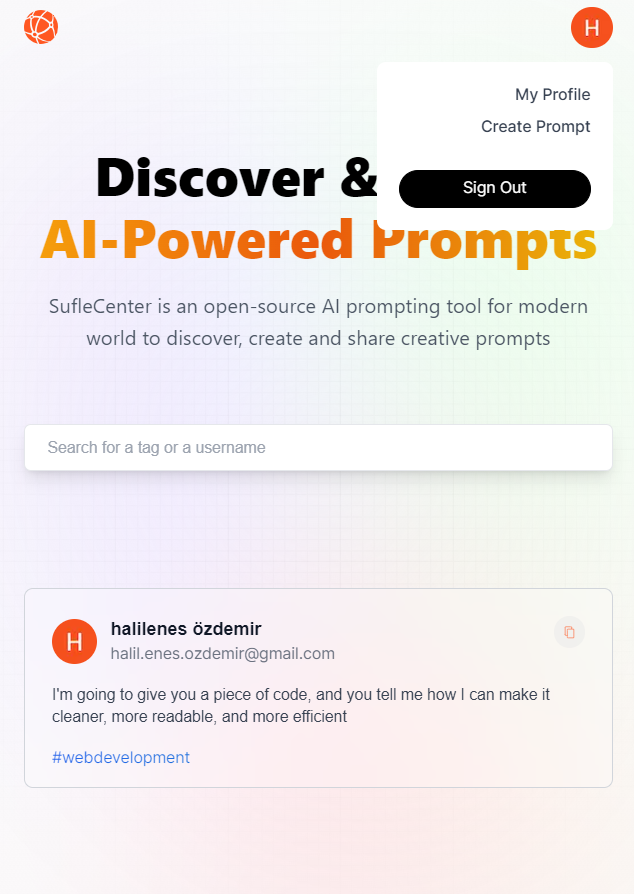 H
My Profile
Create Prompt
Sign Out
Discover &
AI-Powered Prompts
SufleCenter is an open-source AI prompting tool for modern
world to discover, create and share creative prompts
Search for a tag or a username
H
halilenes özdemir
halil.enes.ozdemir@gmail.com
I'm going to give you a piece of code, and you tell me how I can make it
cleaner, more readable, and more efficient
#webdevelopment